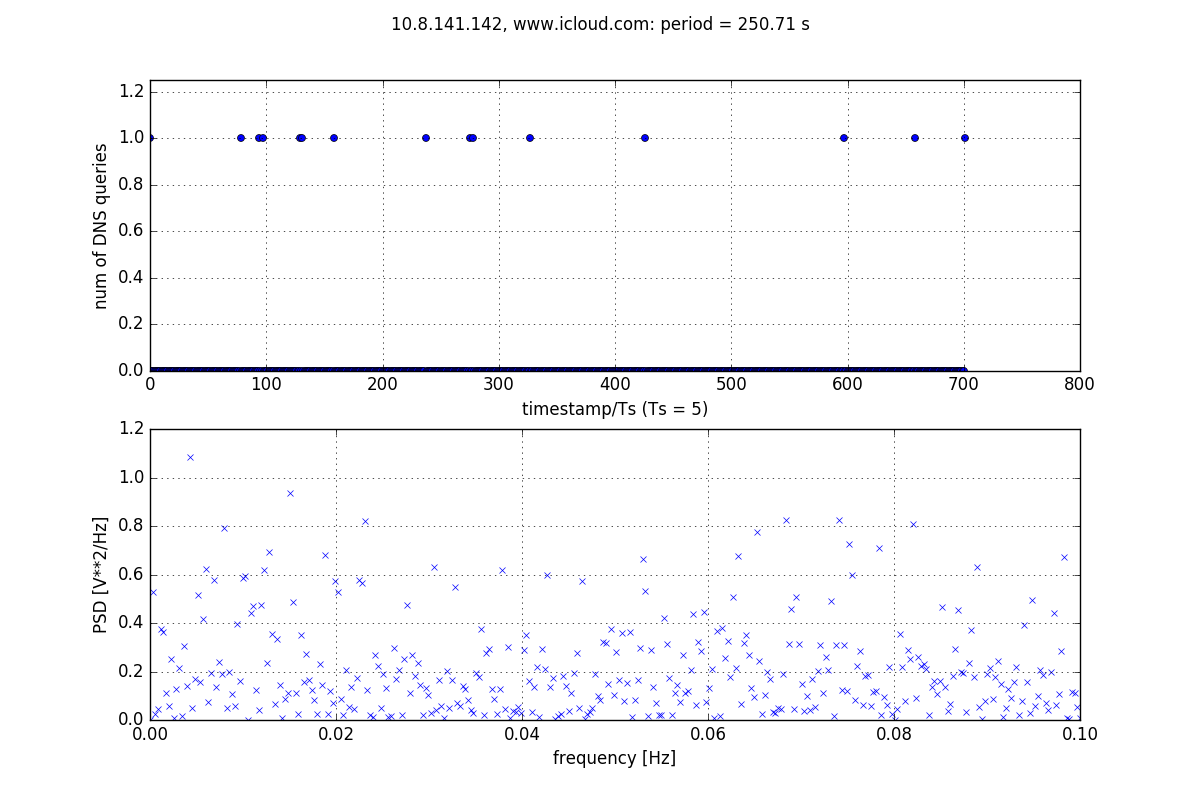 10.8.141.142, www.icloud.com: period = 250.71 s
1.2
1.0
0.8
0.6
0.4
0.2
0.0
num of DNS queries
0 100 200 300 400 500 600 700 800
timestamp/Ts (Ts = 5)
1.2
1.0
0.8
0.6
0.4
0.2
0.0
PSD [V**2/Hz]
0.00 0.02 0.04 0.06 0.08 0.10
frequency [Hz]